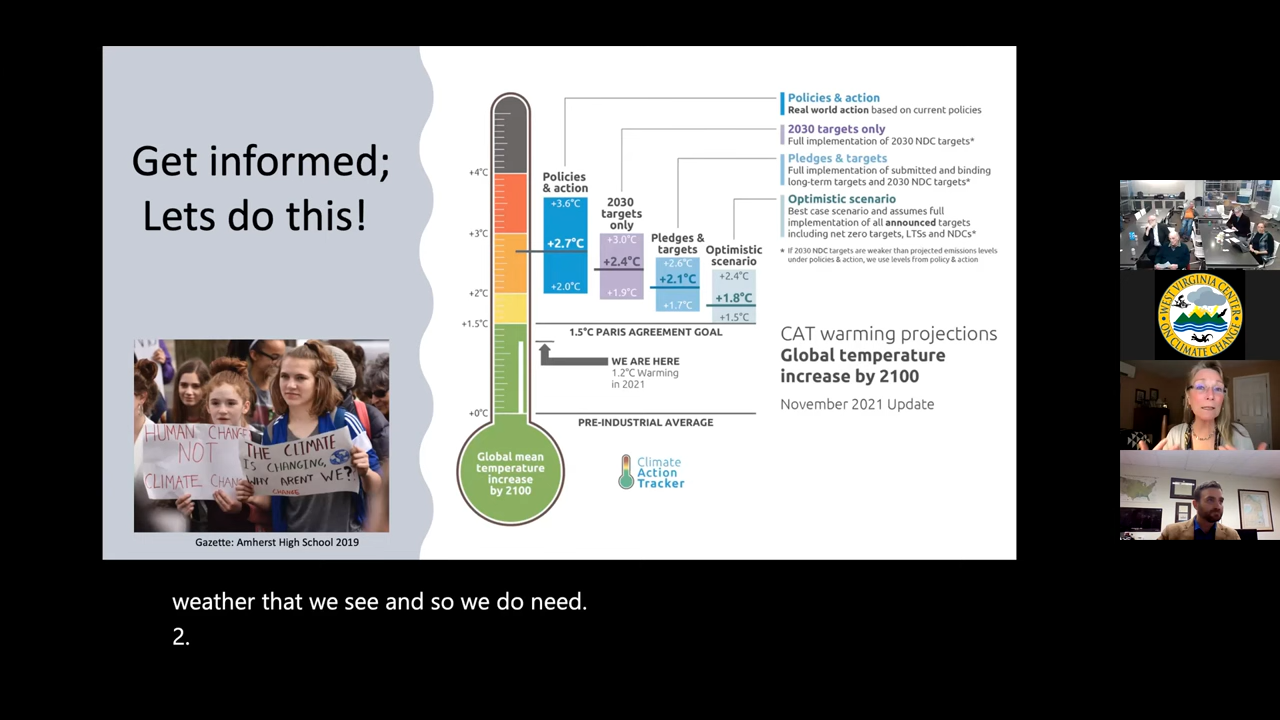 Get informed;
Lets do this!
HUMAN CHANGE
NOT
CLIMATE CHANGE
THE CLIMATE
IS CHANGING,
WHY ARENT WE?
CHANGE
Gazette: Amherst High School 2019
+4°C
+3°C
+2°C
+1.5°C
+0°C
Global mean
temperature
increase
by 2100
Policies
& action
+3.6°C
+2.7°C
+2.0°C
2030
targets
only
+3.0°C
+2.4°C
+1.9°C
Pledges &
targets
+2.6°C
+2.1°C
+1.7°C
Optimistic
scenario
+2.4°C
+1.8°C
+1.5°C
1.5°C PARIS AGREEMENT GOAL
WE ARE HERE
1.2°C Warming
in 2021
PRE-INDUSTRIAL AVERAGE
Climate
Action
Tracker
Policies & action
Real world action based on current policies
2030 targets only
Full implementation of 2030 NDC targets*
Pledges & targets
Full implementation of submitted and binding
long-term targets and 2030 NDC targets*
Optimistic scenario
Best case scenario and assumes full
implementation of all announced targets
including net zero targets, LTSs and NDCs*
* If 2030 NDC targets are weaker than projected emissions levels
under policies & action, we use levels from policy & action
CAT warming projections
Global temperature
increase by 2100
November 2021 Update
WEST VIRGINIA CENTER
ON CLIMATE CHANGE
weather that we see and so we do need.
2.